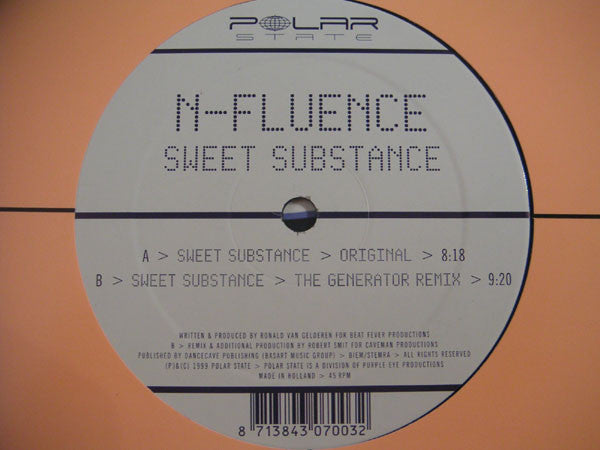 POLAR
STATE
N-FLUENCE
SWEET SUBSTANCE
A > SWEET SUBSTANCE > ORIGINAL > 8:18
B > SWEET SUBSTANCE > THE GENERATOR REMIX > 9:20
WRITTEN & PRODUCED BY RONALD VAN GELDEREN FOR BEAT FEVER PRODUCTIONS
B > REMIX & ADDITIONAL PRODUCTION BY ROBERT SMIT FOR CAVEMAN PRODUCTIONS
PUBLISHED BY DANCECAVE PUBLISHING (BASART MUSIC GROUP) > BIEM/STEMRA > ALL RIGHTS RESERVED
(P)&(C) 1999 POLAR STATE > POLAR STATE IS A DIVISION OF PURPLE EYE PRODUCTIONS
MADE IN HOLLAND > 45 RPM
8 713843 070032